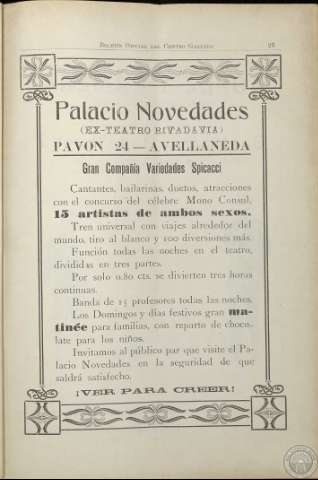 Boletín Oficial del Centro Gallego 25
Palacio Novedades
(EX-TEATRO RIVADAVIA)
PAVON 24 — AVELLANEDA
Gran Compañía Variedades Spicacci
Cantantes, bailarinas, duetos, atracciones
con el concurso del célebre Mono Consul,
15 artistas de ambos sexos.
Tren universal con viajes alrededor del
mundo, tiro al blanco y 100 diversiones más.
Función todas las noches en el teatro,
divididas en tres partes.
Por solo 0.80 cts. se divierten tres horas
continuas.
Banda de 15 profesores todas las noches.
Los Domingos y días festivos gran ma-
tinée para familias, con reparto de choco-
late para los niños.
Invitamos al público par que visite el Pa-
lacio Novedades en la seguridad de que
saldrá satisfecho.
¡VER PARA CREER!